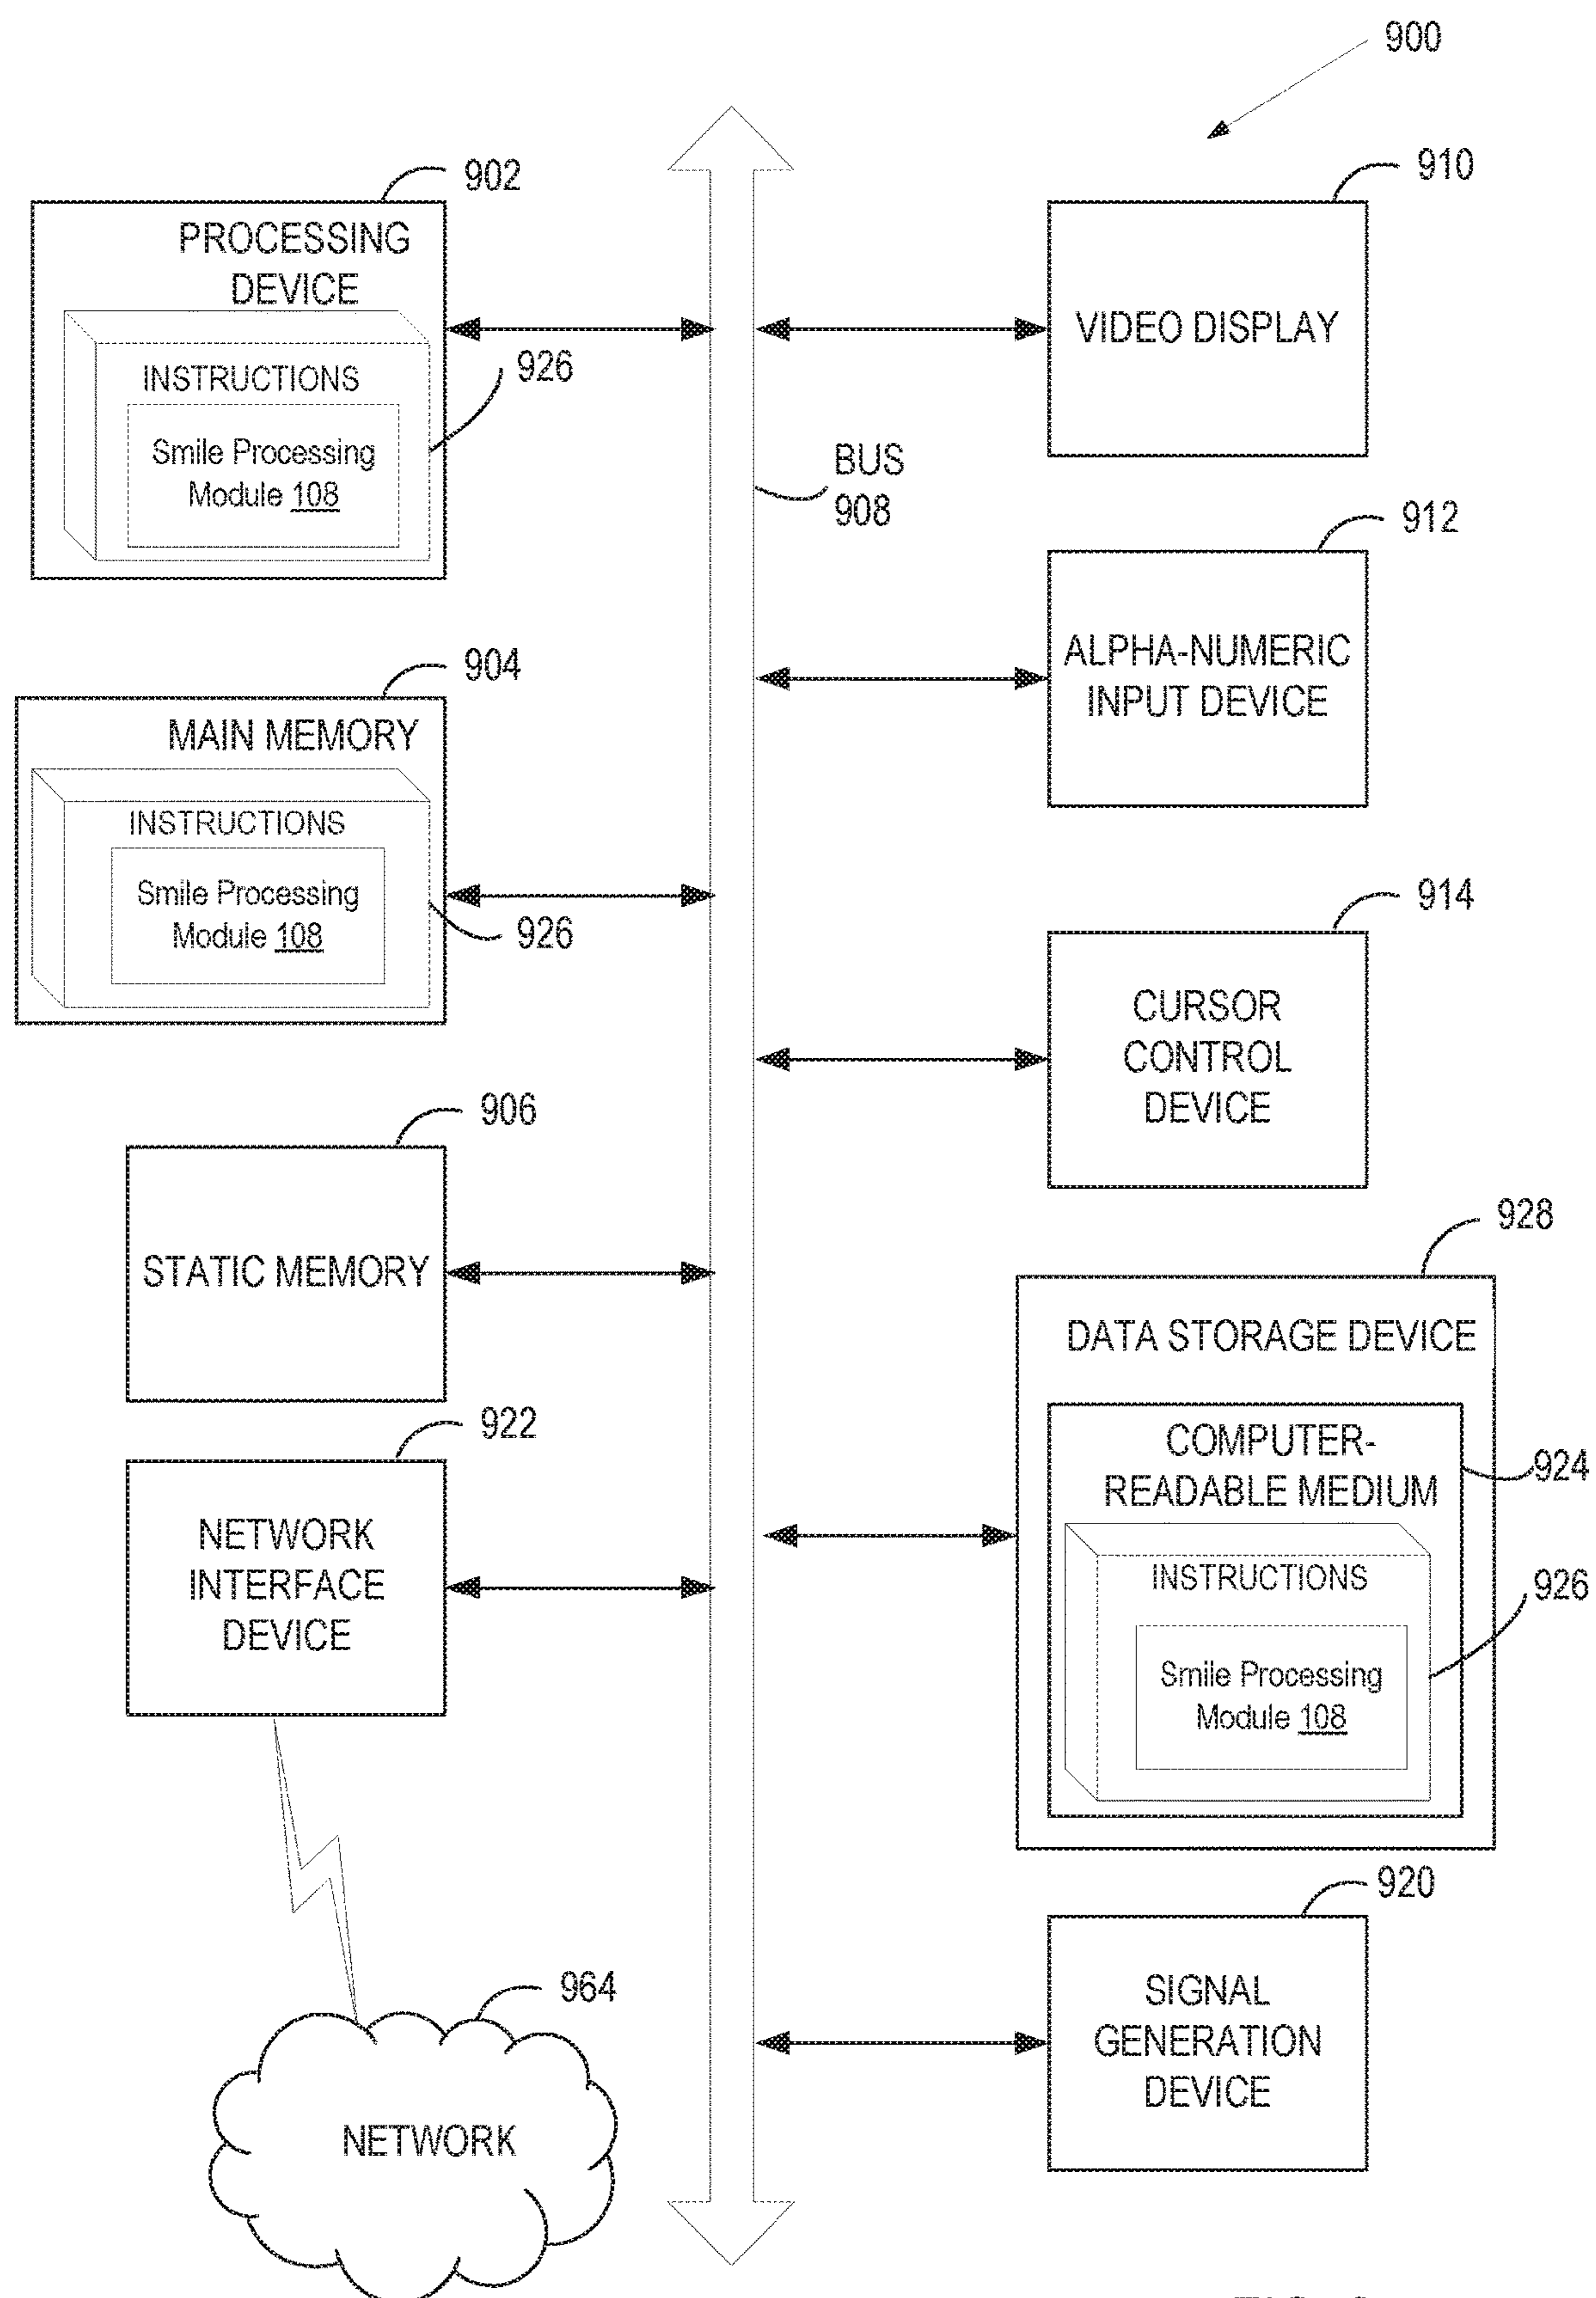 900
902
PROCESSING
DEVICE
INSTRUCTIONS
Smile Processing
Module 108
926
904
MAIN MEMORY
INSTRUCTIONS
Smile Processing
Module 108
926
906
STATIC MEMORY
922
NETWORK
INTERFACE
DEVICE
964
NETWORK
BUS
908
910
VIDEO DISPLAY
912
ALPHA-NUMERIC
INPUT DEVICE
914
CURSOR
CONTROL
DEVICE
928
DATA STORAGE DEVICE
COMPUTER-
READABLE MEDIUM
924
INSTRUCTIONS
926
Smile Processing
Module 108
920
SIGNAL
GENERATION
DEVICE